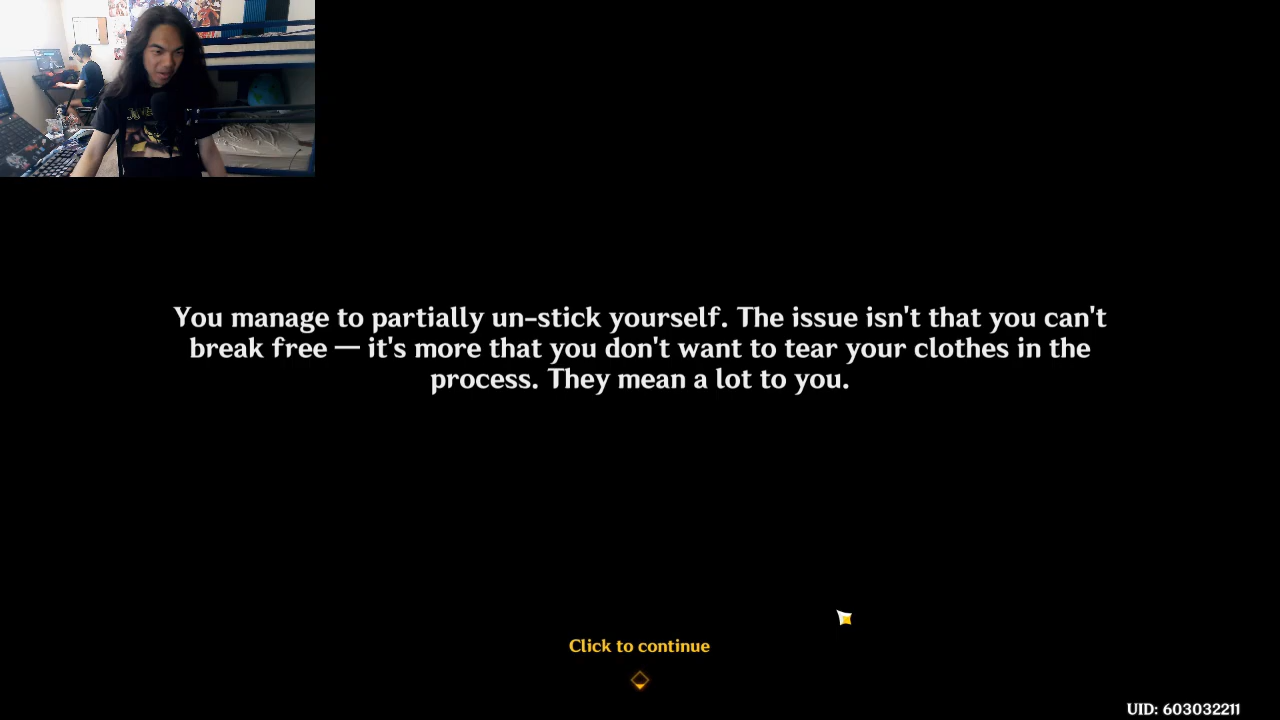 You manage to partially un-stick yourself. The issue isn't that you can't
break free — it's more that you don't want to tear your clothes in the
process. They mean a lot to you.
Click to continue
UID: 603032211